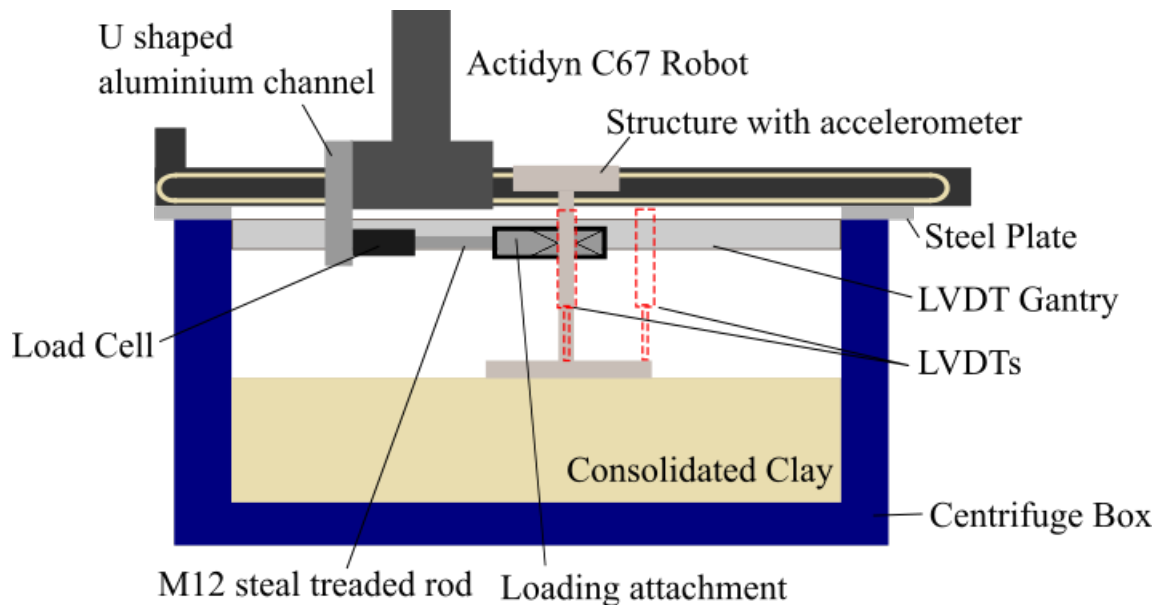 U shaped
aluminium channel
Actidyn C67 Robot
Structure with accelerometer
Steel Plate
LVDT Gantry
Load Cell
LVDTs
Consolidated Clay
Centrifuge Box
M12 steal treaded rod
Loading attachment